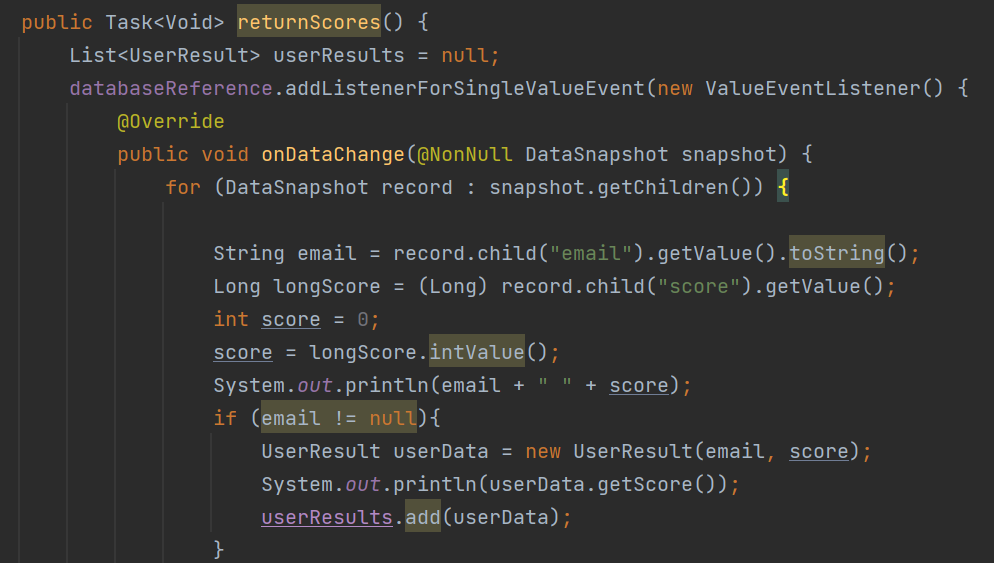 public Task<Void> returnScores() {
    List<UserResult> userResults = null;
    databaseReference.addListenerForSingleValueEvent(new ValueEventListener() {
        @Override
        public void onDataChange(@NonNull DataSnapshot snapshot) {
            for (DataSnapshot record : snapshot.getChildren()) {
                String email = record.child("email").getValue().toString();
                Long longScore = (Long) record.child("score").getValue();
                int score = 0;
                score = longScore.intValue();
                System.out.println(email + " " + score);
                if (email != null){
                    UserResult userData = new UserResult(email, score);
                    System.out.println(userData.getScore());
                    userResults.add(userData);
                }